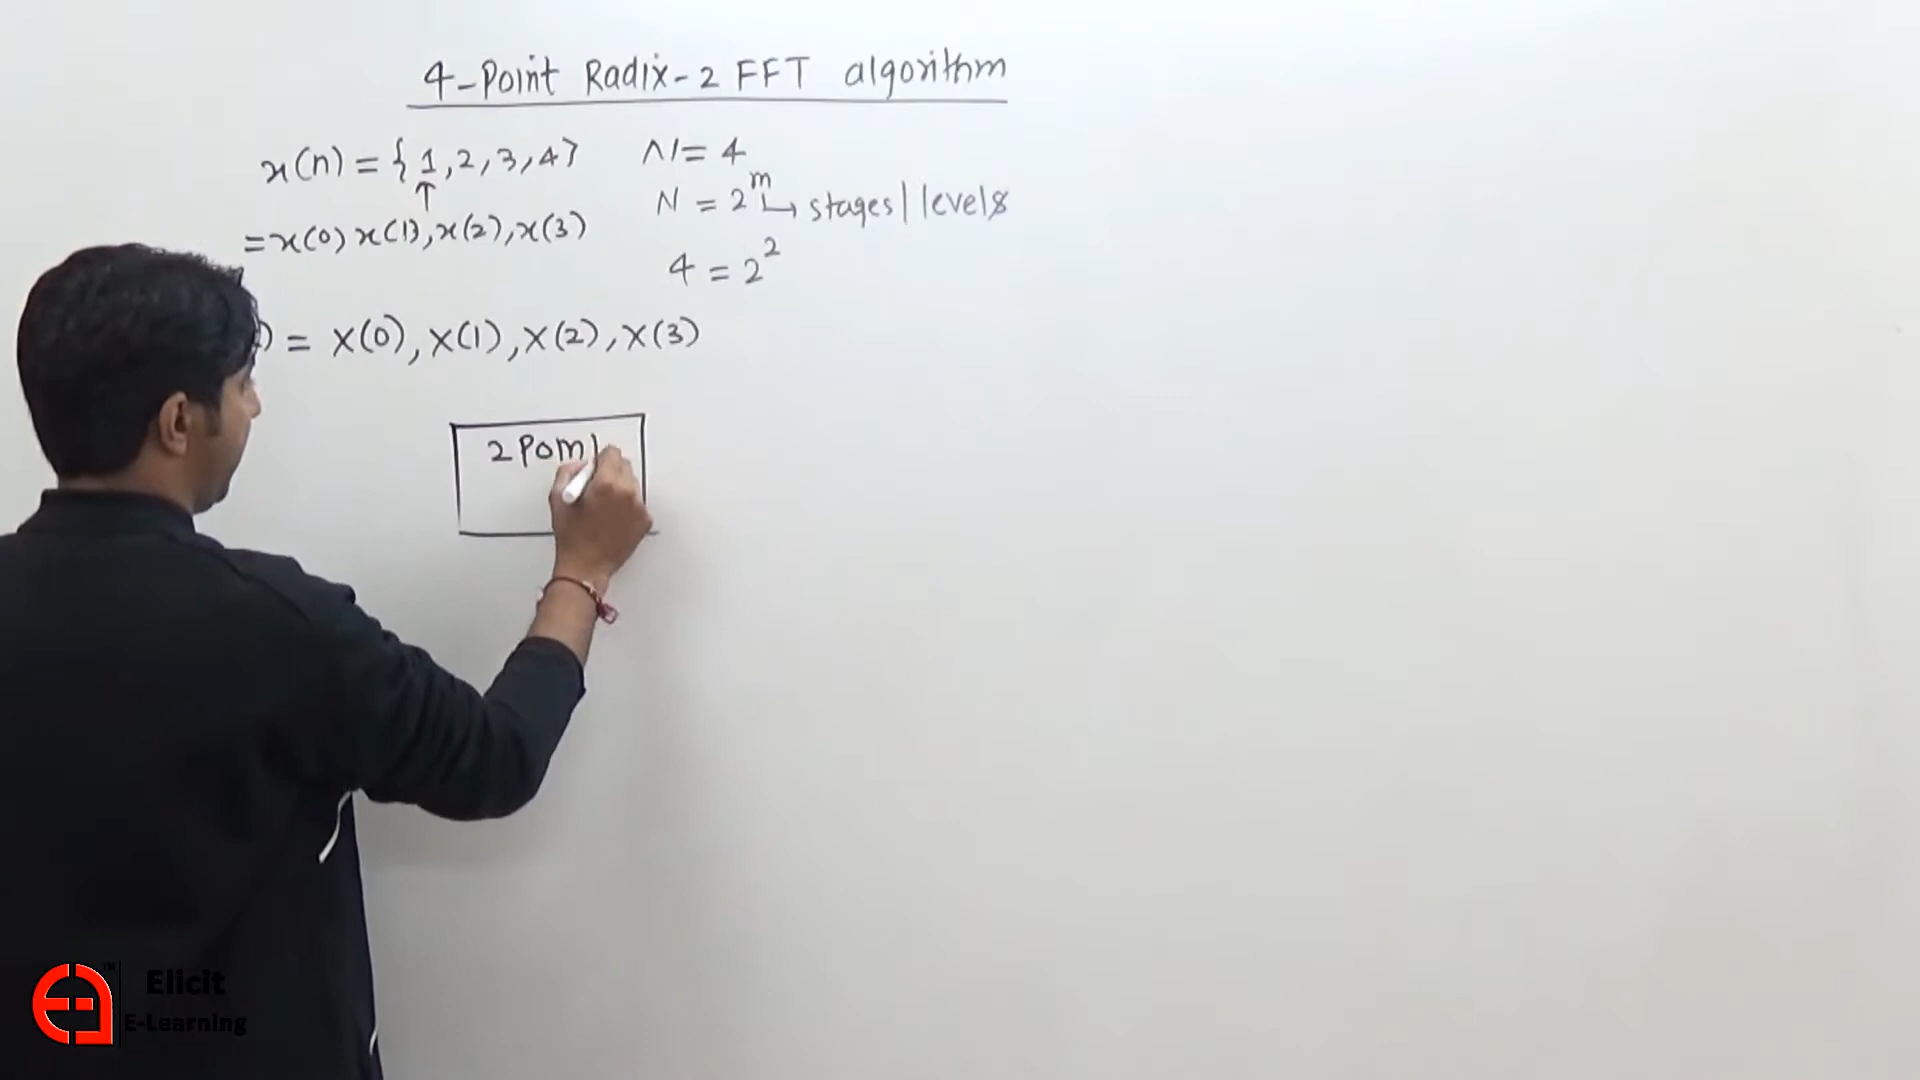 4-Point Radix-2 FFT algorithm
x(n) = { 1, 2, 3, 4 }
↑
= x(0) x(1), x(2), x(3)
N = 4
N = 2^m ↳ stages | levels
4 = 2^2
) = X(0), X(1), X(2), X(3)
2 Point
Elicit
E-Learning
TM